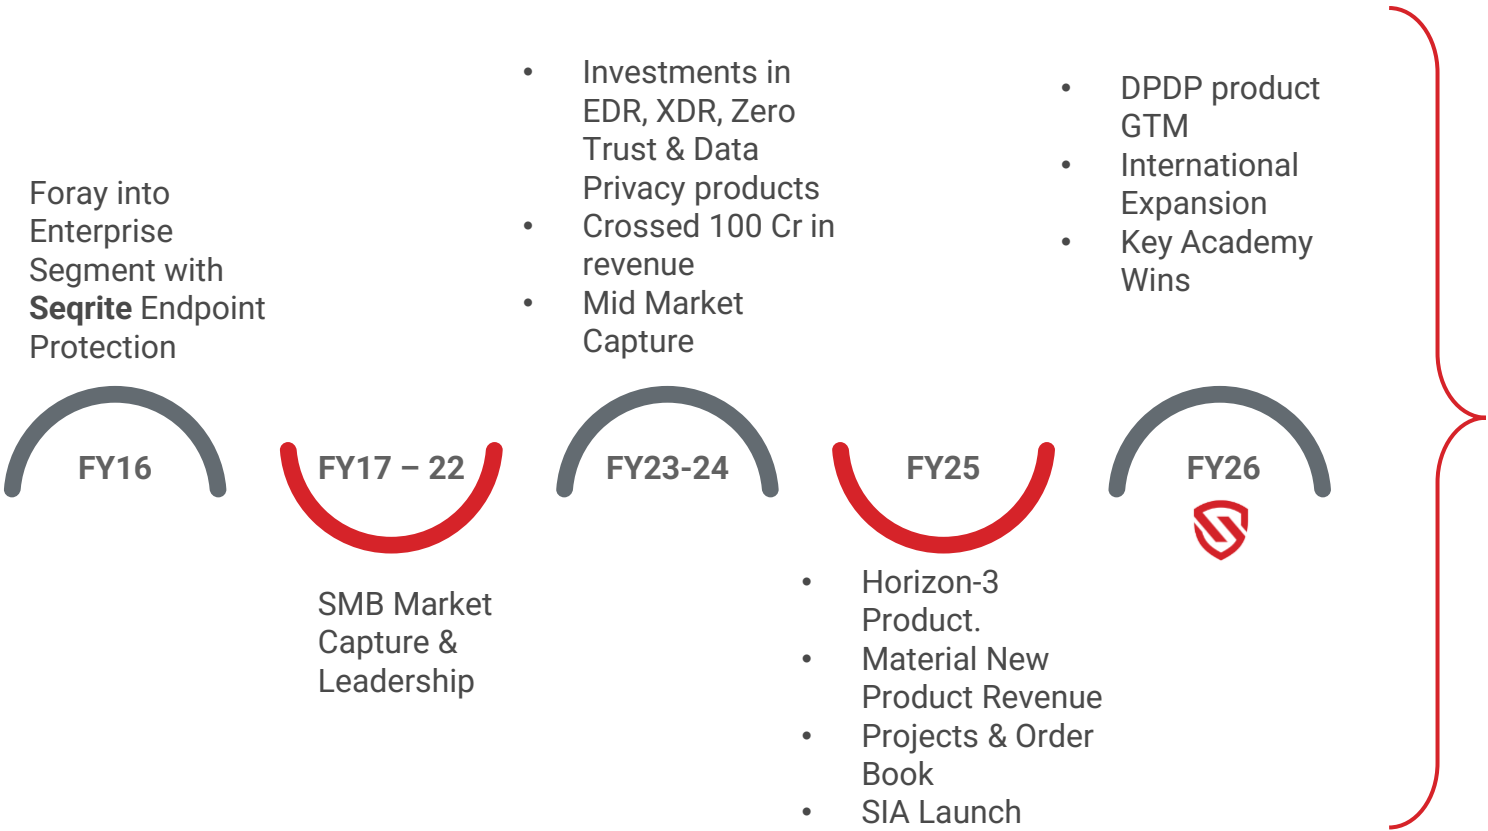 Foray into
Enterprise
Segment with
Seqrite Endpoint
Protection
FY16
FY17 – 22
SMB Market
Capture &
Leadership
• Investments in
EDR, XDR, Zero
Trust & Data
Privacy products
• Crossed 100 Cr in
revenue
• Mid Market
Capture
FY23-24
FY25
• Horizon-3
Product.
• Material New
Product Revenue
• Projects & Order
Book
• SIA Launch
• DPDP product
GTM
• International
Expansion
• Key Academy
Wins
FY26